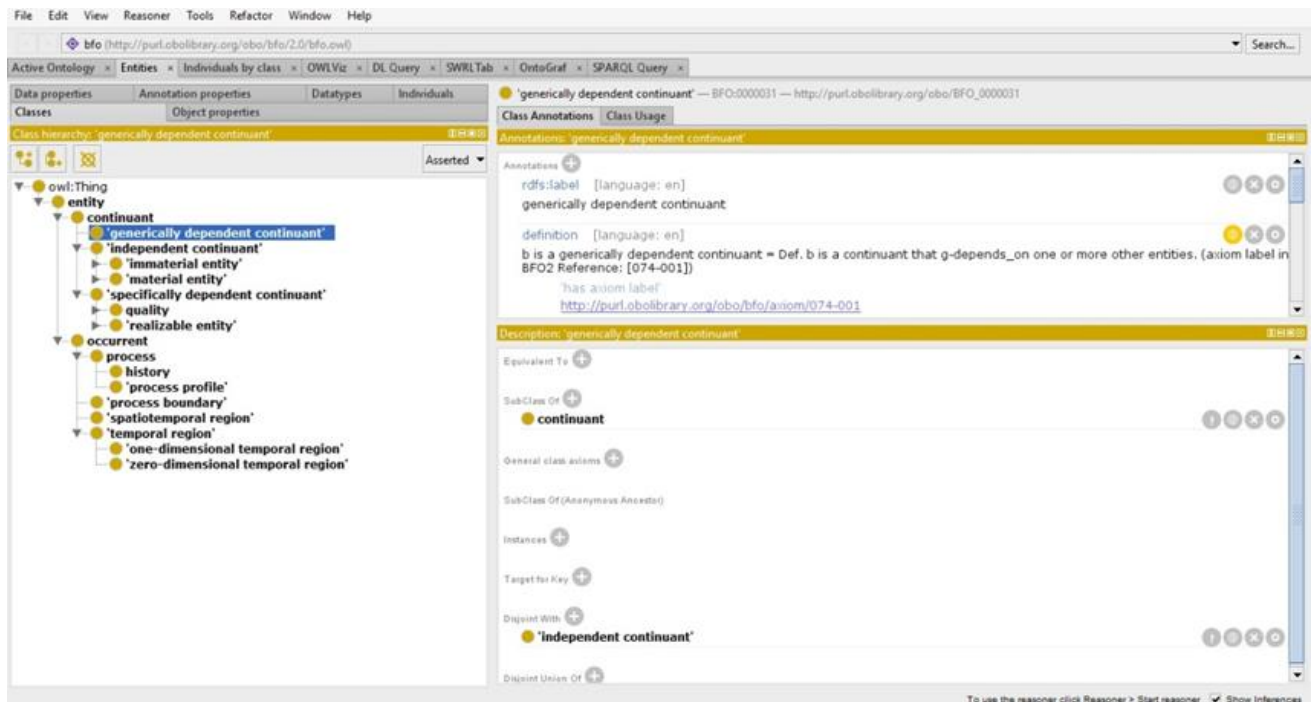 File Edit View Reasoner Tools Refactor Window Help
bfo (http://purl.obolibrary.org/obo/bfo/2.0/bfo.owl) Search...
Active Ontology × Entities × Individuals by class × OWLViz × DL Query × SWRLTab × OntoGraf × SPARQL Query ×
Data properties Annotation properties Datatypes Individuals
Classes Object properties
Class hierarchy: 'generically dependent continuant'
Asserted
owl:Thing
entity
continuant
'generically dependent continuant'
'independent continuant'
'immaterial entity'
'material entity'
'specifically dependent continuant'
quality
'realizable entity'
occurrent
process
history
'process profile'
'process boundary'
'spatiotemporal region'
'temporal region'
'one-dimensional temporal region'
'zero-dimensional temporal region'
'generically dependent continuant' — BFO:0000031 — http://purl.obolibrary.org/obo/BFO_0000031
Class Annotations Class Usage
Annotations: 'generically dependent continuant'
Annotations
rdfs:label [language: en]
generically dependent continuant
definition [language: en]
b is a generically dependent continuant = Def. b is a continuant that g-depends_on one or more other entities. (axiom label in
BFO2 Reference: [074-001])
'has axiom label'
http://purl.obolibrary.org/obo/bfo/axiom/074-001
Description: 'generically dependent continuant'
Equivalent To
SubClass Of
continuant
General class axioms
SubClass Of (Anonymous Ancestor)
Instances
Target for Key
Disjoint With
'independent continuant'
Disjoint Union Of
To use the reasoner click Reasoner > Start reasoner Show Inferences